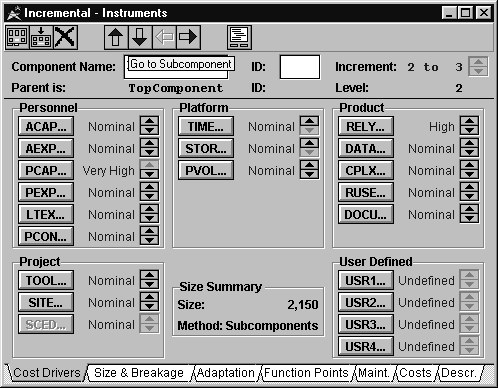 Incremental - Instruments
Component Name: Go to Subcomponent ID: Increment: 2 to 3
Parent is: TopComponent ID: Level: 2
Personnel Platform Product
ACAP... Nominal TIME... Nominal RELY... High
AEXP... Nominal STOR... Nominal DATA... Nominal
PCAP... Very High PVOL... Nominal CPLX... Nominal
PEXP... Nominal RUSE... Nominal
LTEX... Nominal DOCU... Nominal
PCON... Nominal
Project User Defined
TOOL... Nominal USR1... Undefined
SITE... Nominal Size Summary USR2... Undefined
SCED... Nominal Size: 2,150 USR3... Undefined
Method: Subcomponents USR4... Undefined
Cost Drivers Size & Breakage Adaptation Function Points Maint. Costs Descr.